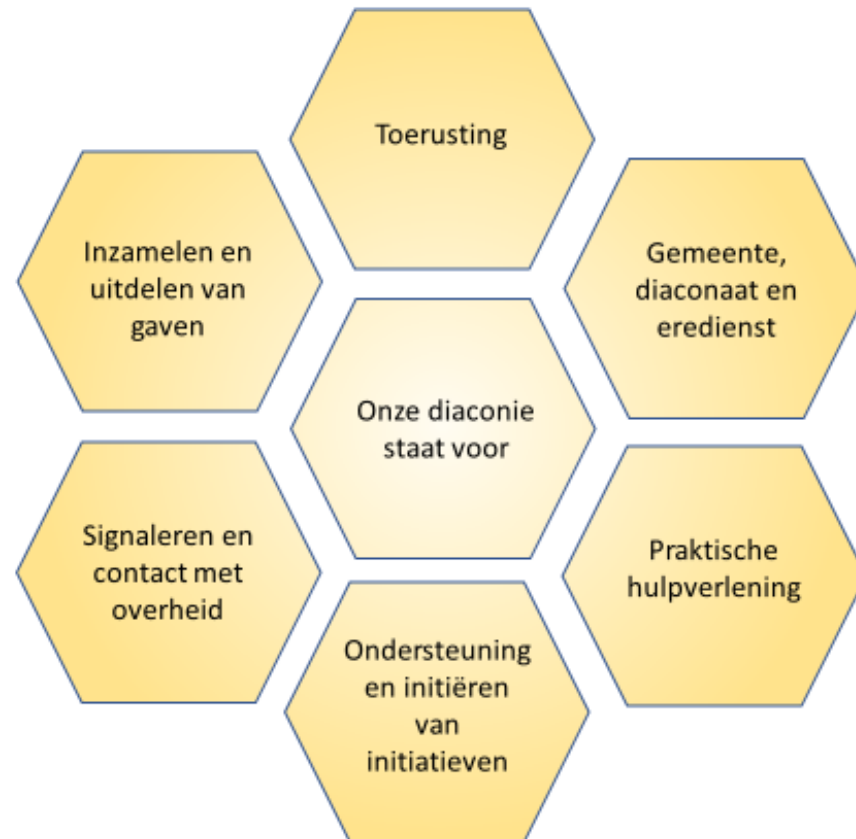 Toerusting
Inzamelen en
uitdelen van
gaven
Gemeente,
diaconaat en
eredienst
Onze diaconie
staat voor
Signaleren en
contact met
overheid
Praktische
hulpverlening
Ondersteuning
en initiëren
van
initiatieven